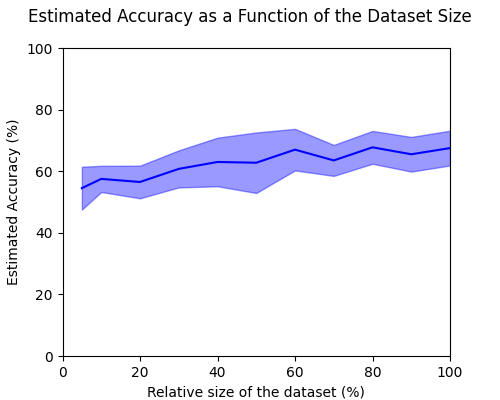 Estimated Accuracy as a Function of the Dataset Size
100
80
60
40
20
0
Estimated Accuracy (%)
0 20 40 60 80 100
Relative size of the dataset (%)